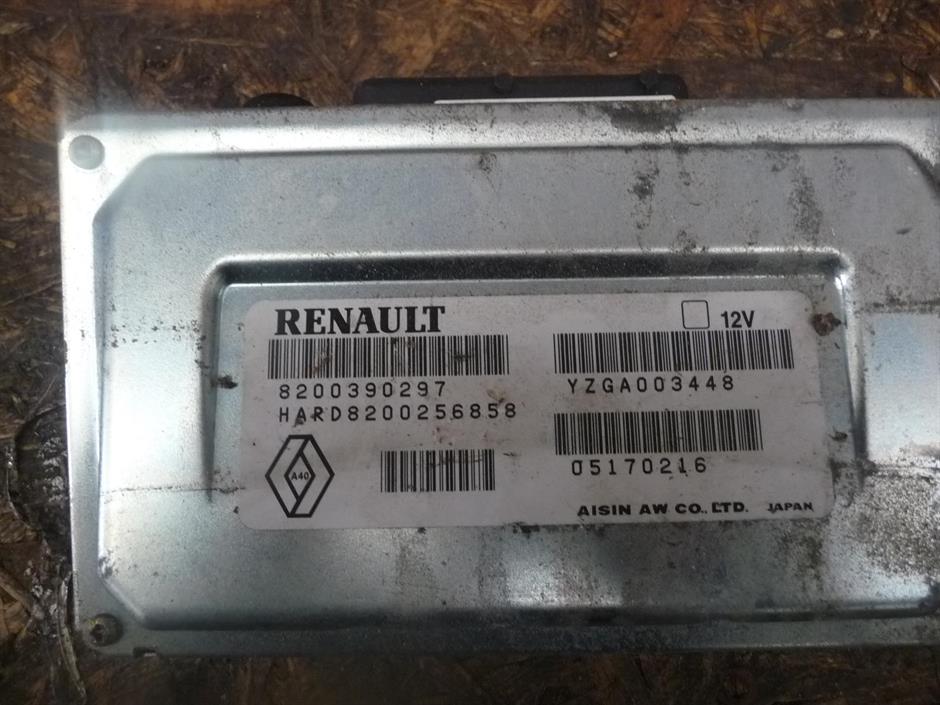 RENAULT
12V
8200390297
YZGA003448
HARD8200256858
05170216
A40
AISIN AW CO., LTD. JAPAN